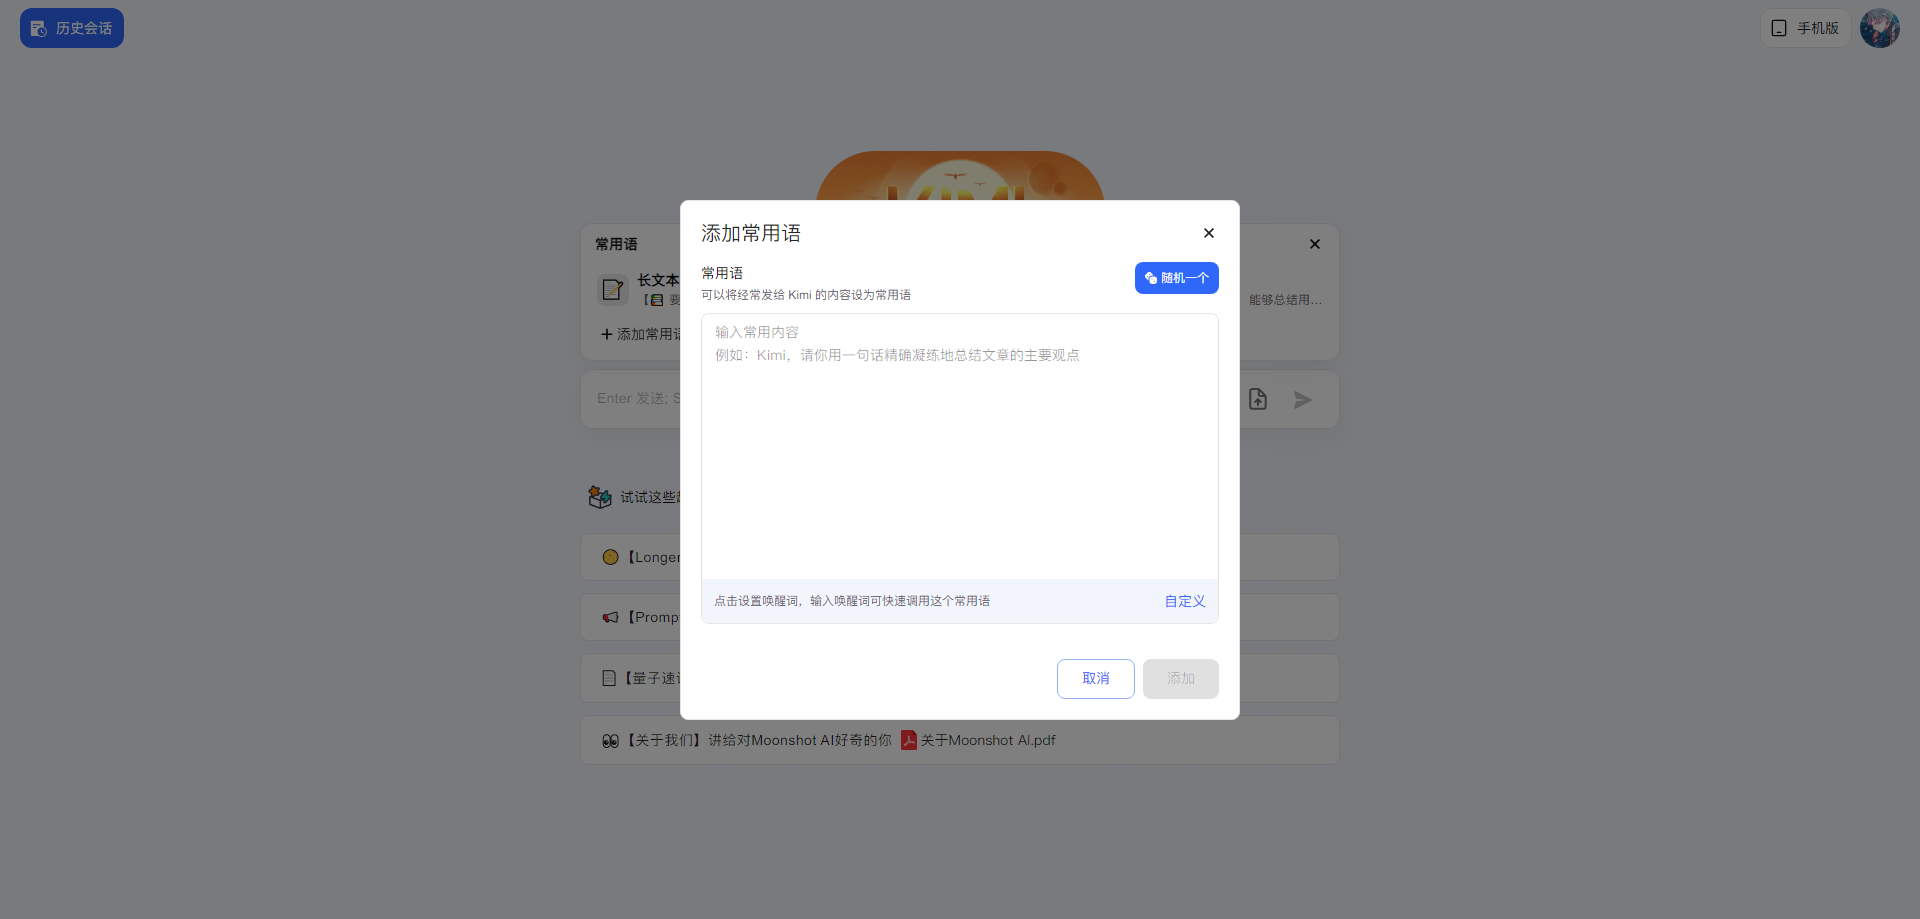 历史会话
手机版
KIMI
添加常用语
常用语
常用语
可以将经常发给 Kimi 的内容设为常用语
随机一个
长文本
【 要
能够总结用...
添加常用语
输入常用内容
例如：Kimi，请你用一句话精确凝练地总结文章的主要观点
Enter 发送; S
试试这些
【Longer
点击设置唤醒词，输入唤醒词可快速调用这个常用语
自定义
【Promp
【量子速
取消
添加
【关于我们】讲给对Moonshot AI好奇的你 关于Moonshot AI.pdf